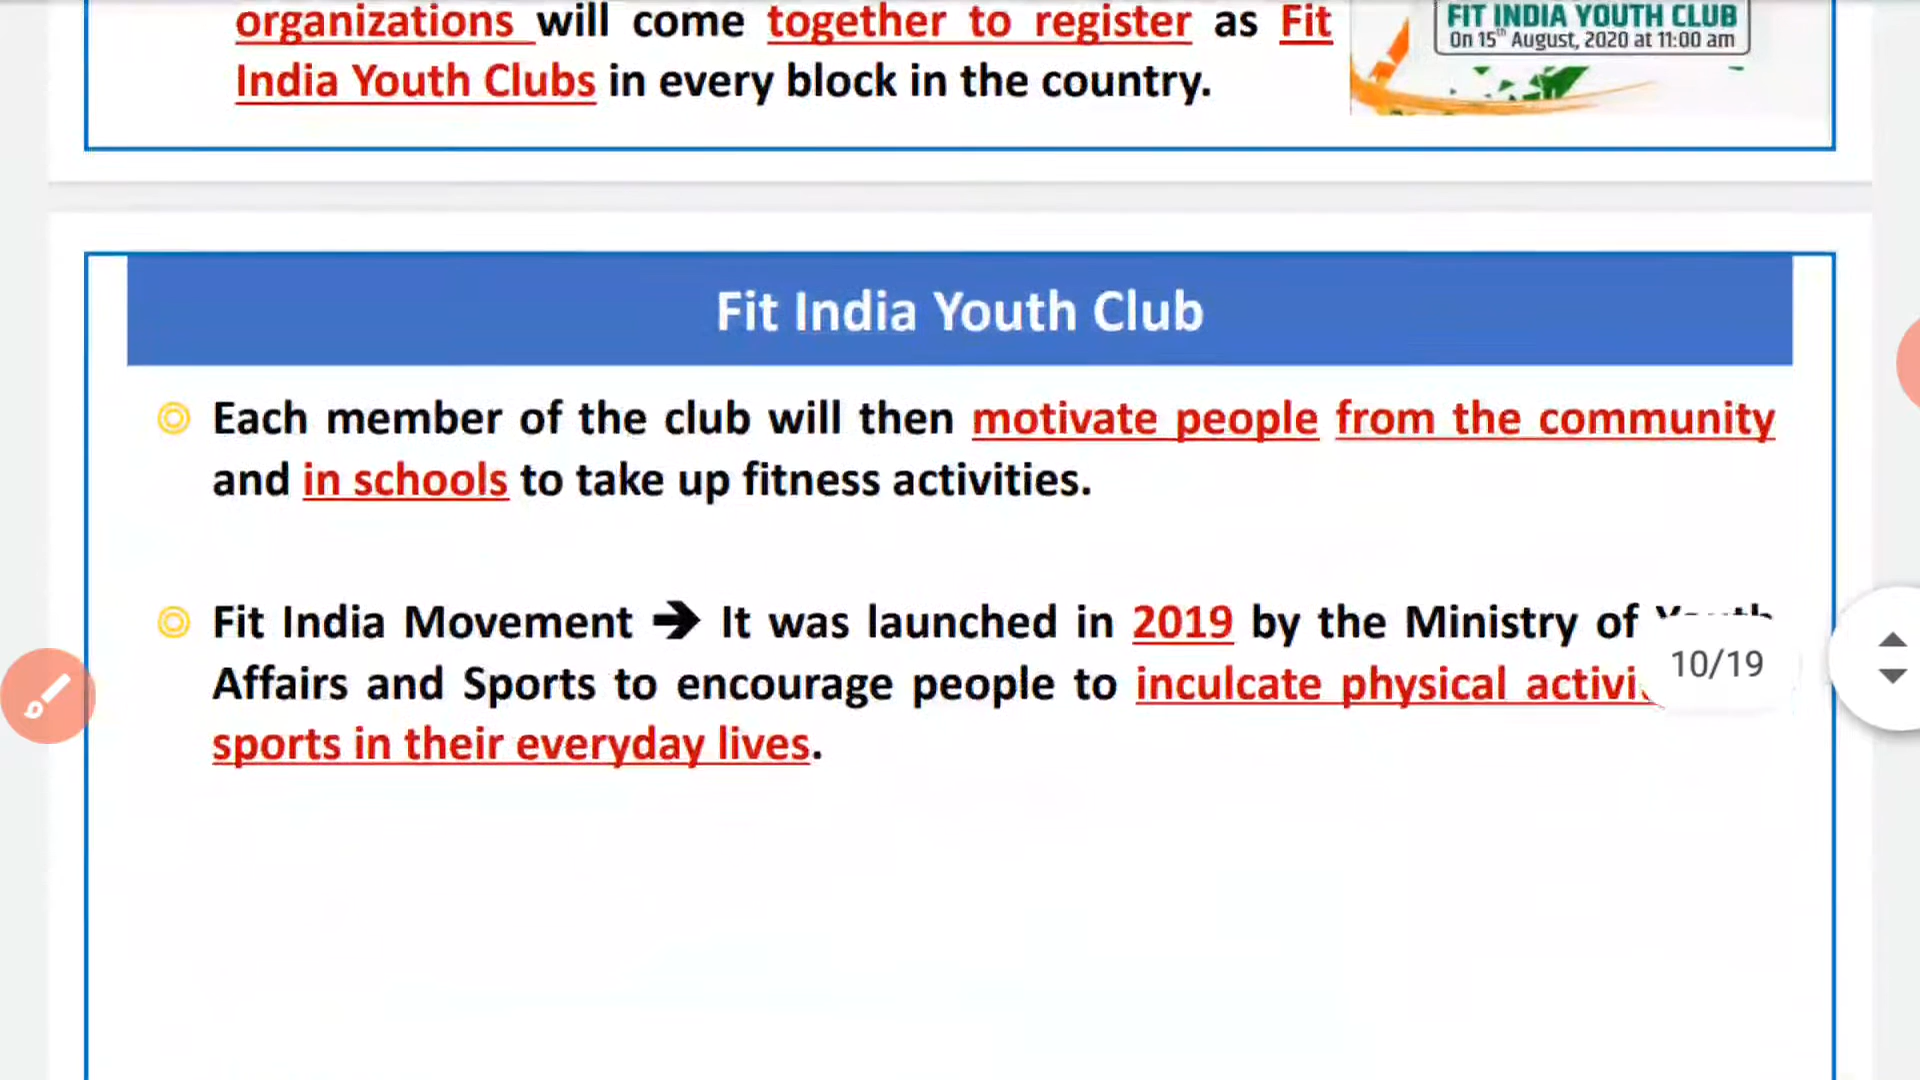 organizations will come together to register as Fit
India Youth Clubs in every block in the country.
FIT INDIA YOUTH CLUB
On 15th August, 2020 at 11:00 am
Fit India Youth Club
Each member of the club will then motivate people from the community
and in schools to take up fitness activities.
Fit India Movement ➔ It was launched in 2019 by the Ministry of
Affairs and Sports to encourage people to inculcate physical
sports in their everyday lives.
10/19